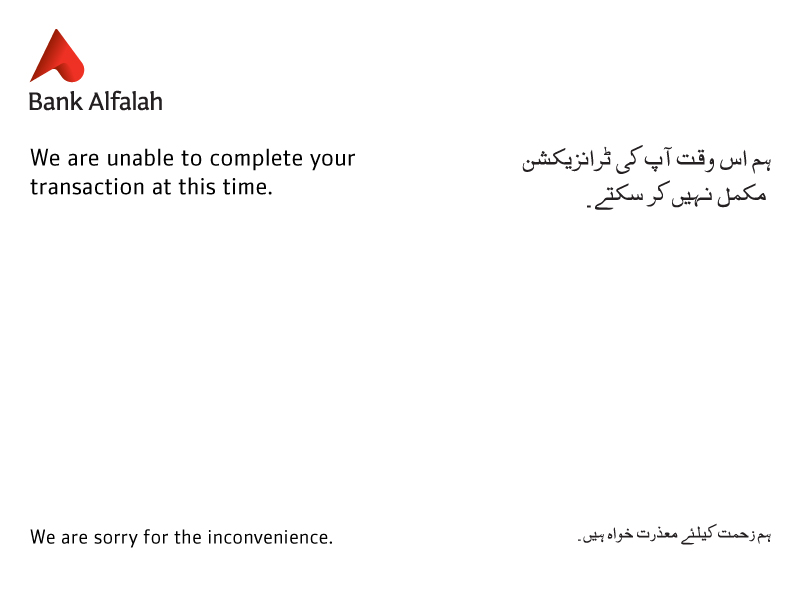 Bank Alfalah
We are unable to complete your
transaction at this time.
ہم اس وقت آپ کی ٹرانزیکشن
مکمل نہیں کر سکتے۔
We are sorry for the inconvenience.
ہم زحمت کیلئے معذرت خواہ ہیں۔